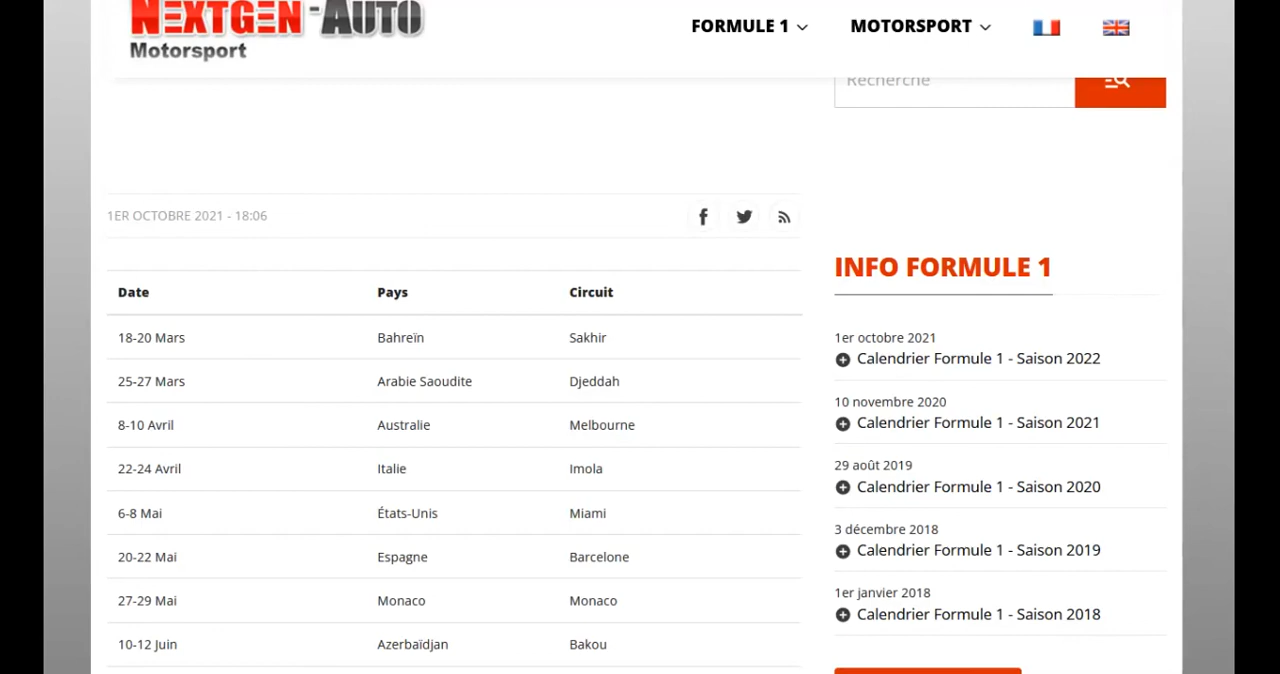 NEXTGEN-AUTO
Motorsport
FORMULE 1
MOTORSPORT
Recherche
1ER OCTOBRE 2021 - 18:06
Date Pays Circuit
18-20 Mars Bahreïn Sakhir
25-27 Mars Arabie Saoudite Djeddah
8-10 Avril Australie Melbourne
22-24 Avril Italie Imola
6-8 Mai États-Unis Miami
20-22 Mai Espagne Barcelone
27-29 Mai Monaco Monaco
10-12 Juin Azerbaïdjan Bakou
INFO FORMULE 1
1er octobre 2021
Calendrier Formule 1 - Saison 2022
10 novembre 2020
Calendrier Formule 1 - Saison 2021
29 août 2019
Calendrier Formule 1 - Saison 2020
3 décembre 2018
Calendrier Formule 1 - Saison 2019
1er janvier 2018
Calendrier Formule 1 - Saison 2018